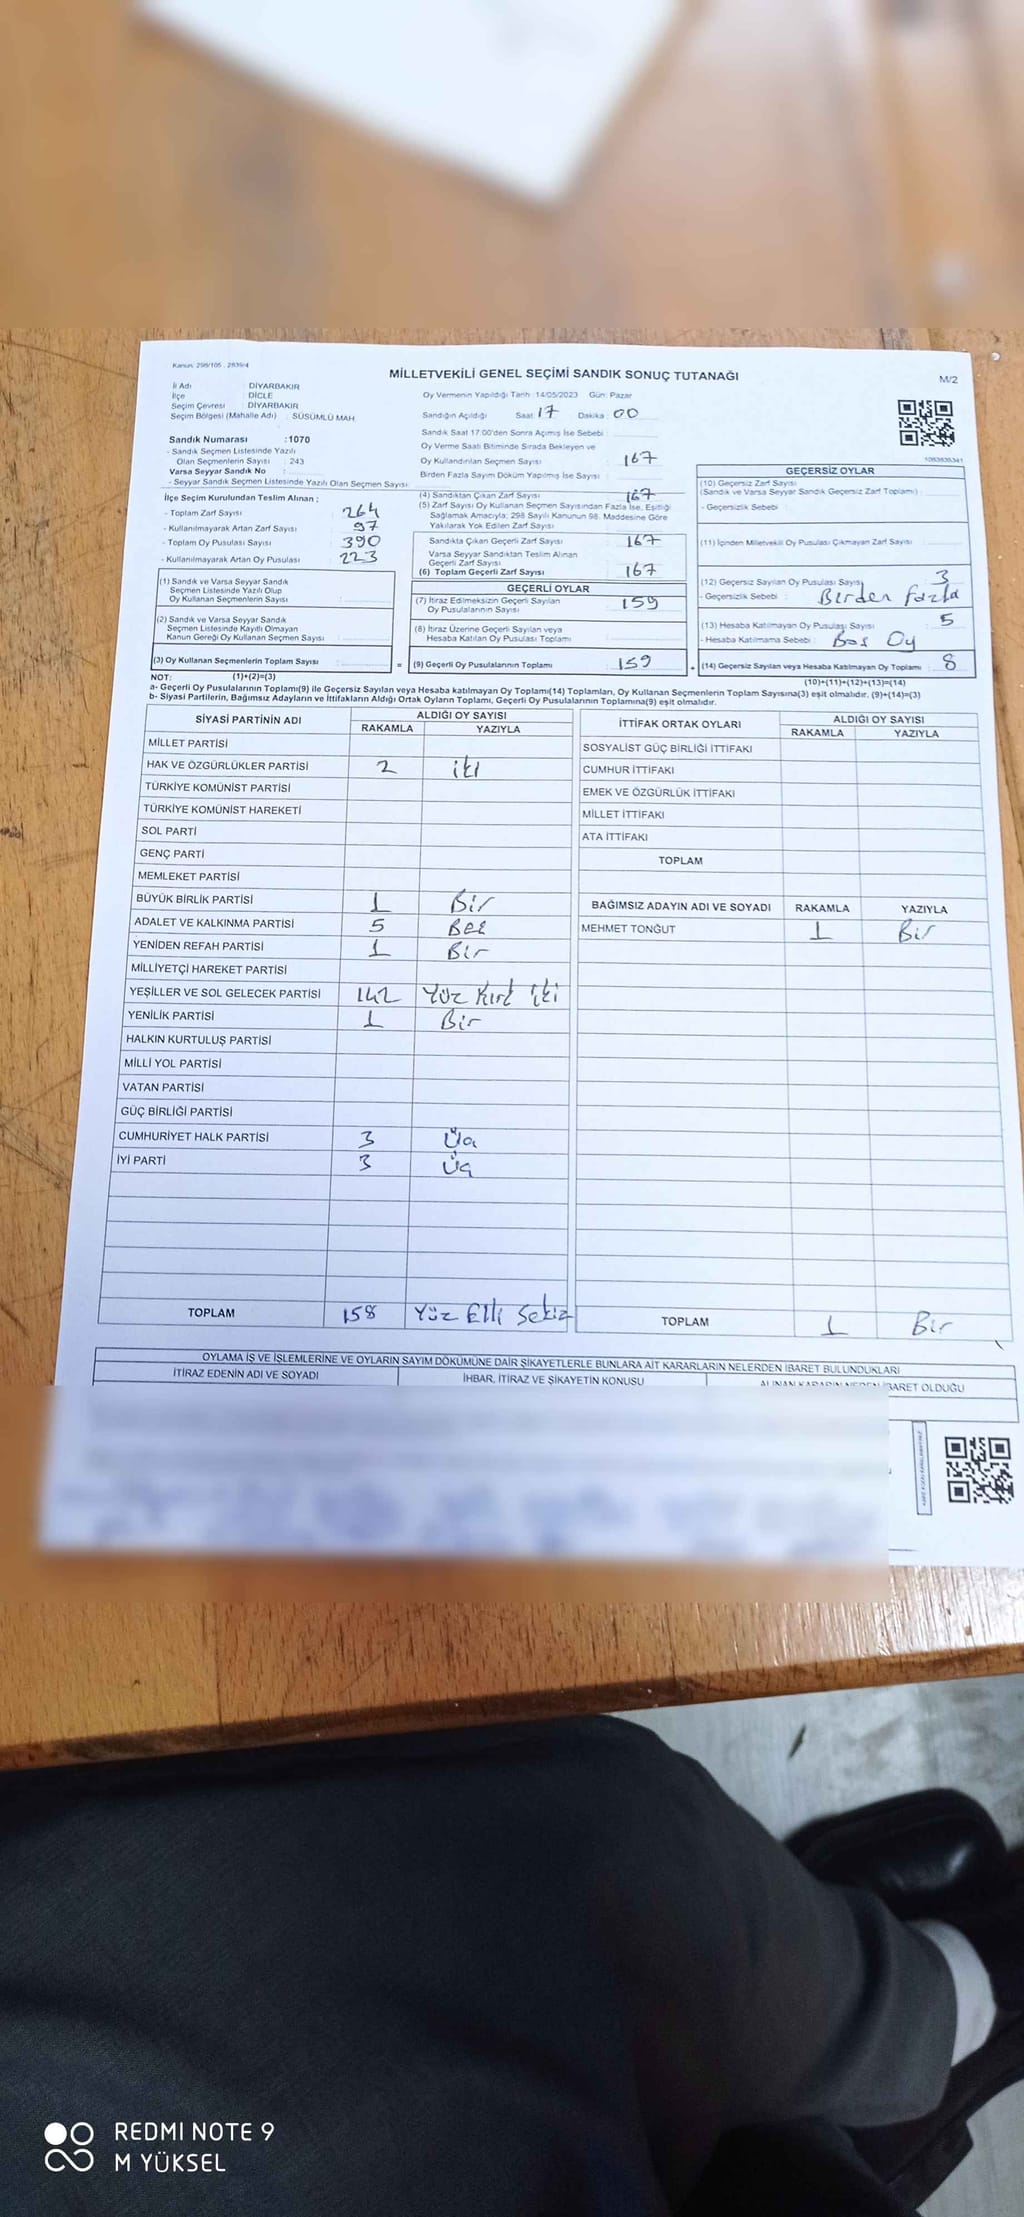 Kanun: 298/105 , 2839/4
MİLLETVEKİLİ GENEL SEÇİMİ SANDIK SONUÇ TUTANAĞI
M/2
İl Adı : DİYARBAKIR
İlçe : DİCLE
Seçim Çevresi : DİYARBAKIR
Seçim Bölgesi (Mahalle Adı) : SÜSÜMLÜ MAH.
Sandık Numarası :1070
- Sandık Seçmen Listesinde Yazılı
Olan Seçmenlerin Sayısı : 243
Varsa Seyyar Sandık No :
- Seyyar Sandık Seçmen Listesinde Yazılı Olan Seçmen Sayısı:
İlçe Seçim Kurulundan Teslim Alınan ;
- Toplam Zarf Sayısı 264
- Kullanılmayarak Artan Zarf Sayısı 97
- Toplam Oy Pusulası Sayısı 390
- Kullanılmayarak Artan Oy Pusulası 223
(1) Sandık ve Varsa Seyyar Sandık
Seçmen Listesinde Yazılı Olup
Oy Kullanan Seçmenlerin Sayısı :
(2) Sandık ve Varsa Seyyar Sandık
Seçmen Listesinde Kayıtlı Olmayan
Kanun Gereği Oy Kullanan Seçmen Sayısı :
(3) Oy Kullanan Seçmenlerin Toplam Sayısı :
Oy Vermenin Yapıldığı Tarih :14/05/2023 Gün: Pazar
Sandığın Açıldığı Saat: 17 Dakika : 00
Sandık Saat 17:00'den Sonra Açılmış İse Sebebi :
Oy Verme Saati Bitiminde Sırada Bekleyen ve
Oy Kullandırılan Seçmen Sayısı : 167
Birden Fazla Sayım Döküm Yapılmış İse Sayısı :
(4) Sandıktan Çıkan Zarf Sayısı : 167
(5) Zarf Sayısı Oy Kullanan Seçmen Sayısından Fazla İse, Eşitliği
Sağlamak Amacıyla, 298 Sayılı Kanunun 98. Maddesine Göre
Yakılarak Yok Edilen Zarf Sayısı :
Sandıkta Çıkan Geçerli Zarf Sayısı : 167
Varsa Seyyar Sandıktan Teslim Alınan
Geçerli Zarf Sayısı :
(6) Toplam Geçerli Zarf Sayısı : 167
GEÇERLİ OYLAR
(7) İtiraz Edilmeksizin Geçerli Sayılan
Oy Pusulalarının Sayısı : 159
(8) İtiraz Üzerine Geçerli Sayılan veya
Hesaba Katılan Oy Pusulası Toplamı :
= (9) Geçerli Oy Pusulalarının Toplamı : 159
1083835341
GEÇERSİZ OYLAR
(10) Geçersiz Zarf Sayısı
(Sandık ve Varsa Seyyar Sandık Geçersiz Zarf Toplamı) :
- Geçersizlik Sebebi :
(11) İçinden Milletvekili Oy Pusulası Çıkmayan Zarf Sayısı :
(12) Geçersiz Sayılan Oy Pusulası Sayısı : 3
- Geçersizlik Sebebi : Birden fazla
(13) Hesaba Katılmayan Oy Pusulası Sayısı : 5
- Hesaba Katılmama Sebebi : Boş Oy
+ (14) Geçersiz Sayılan veya Hesaba Katılmayan Oy Toplamı : 8
NOT: (1)+(2)=(3)
(10)+(11)+(12)+(13)=(14)
a- Geçerli Oy Pusulalarının Toplamı(9) ile Geçersiz Sayılan veya Hesaba katılmayan Oy Toplamı(14) Toplamları, Oy Kullanan Seçmenlerin Toplam Sayısına(3) eşit olmalıdır. (9)+(14)=(3)
b- Siyasi Partilerin, Bağımsız Adayların ve İttifakların Aldığı Ortak Oyların Toplamı, Geçerli Oy Pusulalarının Toplamına(9) eşit olmalıdır.
SİYASİ PARTİNİN ADI ALDIĞI OY SAYISI
RAKAMLA YAZIYLA
MİLLET PARTİSİ
HAK VE ÖZGÜRLÜKLER PARTİSİ 2 iki
TÜRKİYE KOMÜNİST PARTİSİ
TÜRKİYE KOMÜNİST HAREKETİ
SOL PARTİ
GENÇ PARTİ
MEMLEKET PARTİSİ
BÜYÜK BİRLİK PARTİSİ 1 Bir
ADALET VE KALKINMA PARTİSİ 5 Beş
YENİDEN REFAH PARTİSİ 1 Bir
MİLLİYETÇİ HAREKET PARTİSİ
YEŞİLLER VE SOL GELECEK PARTİSİ 142 Yüz Kırk iki
YENİLİK PARTİSİ 1 Bir
HALKIN KURTULUŞ PARTİSİ
MİLLİ YOL PARTİSİ
VATAN PARTİSİ
GÜÇ BİRLİĞİ PARTİSİ
CUMHURİYET HALK PARTİSİ 3 Üç
İYİ PARTİ 3 Üç
TOPLAM 158 Yüz Elli Sekiz
İTTİFAK ORTAK OYLARI ALDIĞI OY SAYISI
RAKAMLA YAZIYLA
SOSYALİST GÜÇ BİRLİĞİ İTTİFAKI
CUMHUR İTTİFAKI
EMEK VE ÖZGÜRLÜK İTTİFAKI
MİLLET İTTİFAKI
ATA İTTİFAKI
TOPLAM
BAĞIMSIZ ADAYIN ADI VE SOYADI RAKAMLA YAZIYLA
MEHMET TONĞUT 1 Bir
TOPLAM 1 Bir
OYLAMA İŞ VE İŞLEMLERİNE VE OYLARIN SAYIM DÖKÜMÜNE DAİR ŞİKAYETLERLE BUNLARA AİT KARARLARIN NELERDEN İBARET BULUNDUKLARI
İTİRAZ EDENİN ADI VE SOYADI İHBAR, İTİRAZ VE ŞİKAYETİN KONUSU ALINAN KARARIN NEDEN İBARET OLDUĞU
REDMI NOTE 9
M YÜKSEL